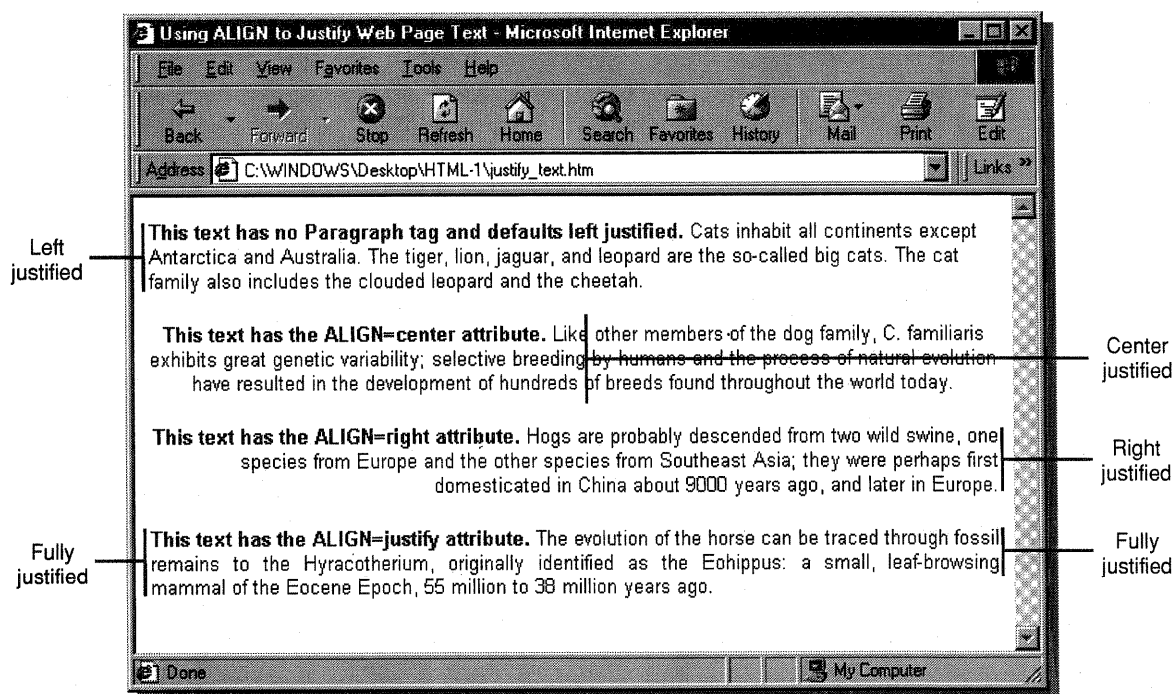 Using ALIGN to Justify Web Page Text - Microsoft Internet Explorer
File Edit View Favorites Tools Help
Back Forward Stop Refresh Home Search Favorites History Mail Print Edit
Address C:\WINDOWS\Desktop\HTML-1\justify_text.htm Links »
Left
justified
This text has no Paragraph tag and defaults left justified. Cats inhabit all continents except
Antarctica and Australia. The tiger, lion, jaguar, and leopard are the so-called big cats. The cat
family also includes the clouded leopard and the cheetah.
This text has the ALIGN=center attribute. Like other members of the dog family, C. familiaris
exhibits great genetic variability; selective breeding by humans and the process of natural evolution
have resulted in the development of hundreds of breeds found throughout the world today.
Center
justified
This text has the ALIGN=right attribute. Hogs are probably descended from two wild swine, one
species from Europe and the other species from Southeast Asia; they were perhaps first
domesticated in China about 9000 years ago, and later in Europe.
Right
justified
Fully
justified
This text has the ALIGN=justify attribute. The evolution of the horse can be traced through fossil
remains to the Hyracotherium, originally identified as the Eohippus: a small, leaf-browsing
mammal of the Eocene Epoch, 55 million to 38 million years ago.
Fully
justified
Done My Computer